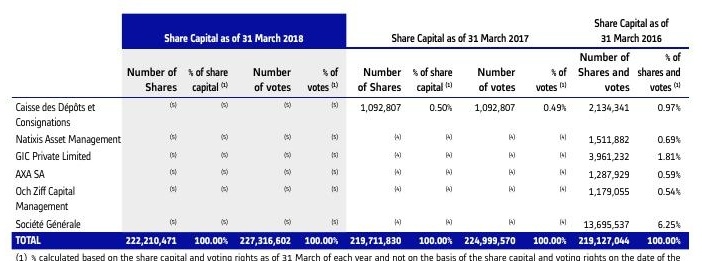 Share Capital as of
Share Capital as of 31 March 2018 Share Capital as of 31 March 2017 31 March 2016
Number of Shares % of share capital (1) Number of votes % of votes (1) Number of Shares % of share capital (1) Number of votes % of votes (1) Number of Shares and votes % of shares and votes (1)
Caisse des Dépôts et (5) (5) (5) (5) 1,092,807 0.50% 1,092,807 0.49% 2,134,341 0.97%
Consignations
Natixis Asset Management (5) (5) (5) (5) (4) (4) (4) (4) 1,511,882 0.69%
GIC Private Limited (5) (5) (5) (5) (4) (4) (4) (4) 3,961,232 1.81%
AXA SA (5) (5) (5) (5) (4) (4) (4) (4) 1,287,929 0.59%
Och Ziff Capital (5) (5) (5) (5) (4) (4) (4) (4) 1,179,055 0.54%
Management
Société Générale (5) (5) (5) (5) (4) (4) (4) (4) 13,695,537 6.25%
TOTAL 222,210,471 100.00% 227,316,602 100.00% 219,711,830 100.00% 224,999,570 100.00% 219,127,044 100.00%
(1) % calculated based on the share capital and voting rights as of 31 March of each year and not on the basis of the share capital and voting rights on the date of the